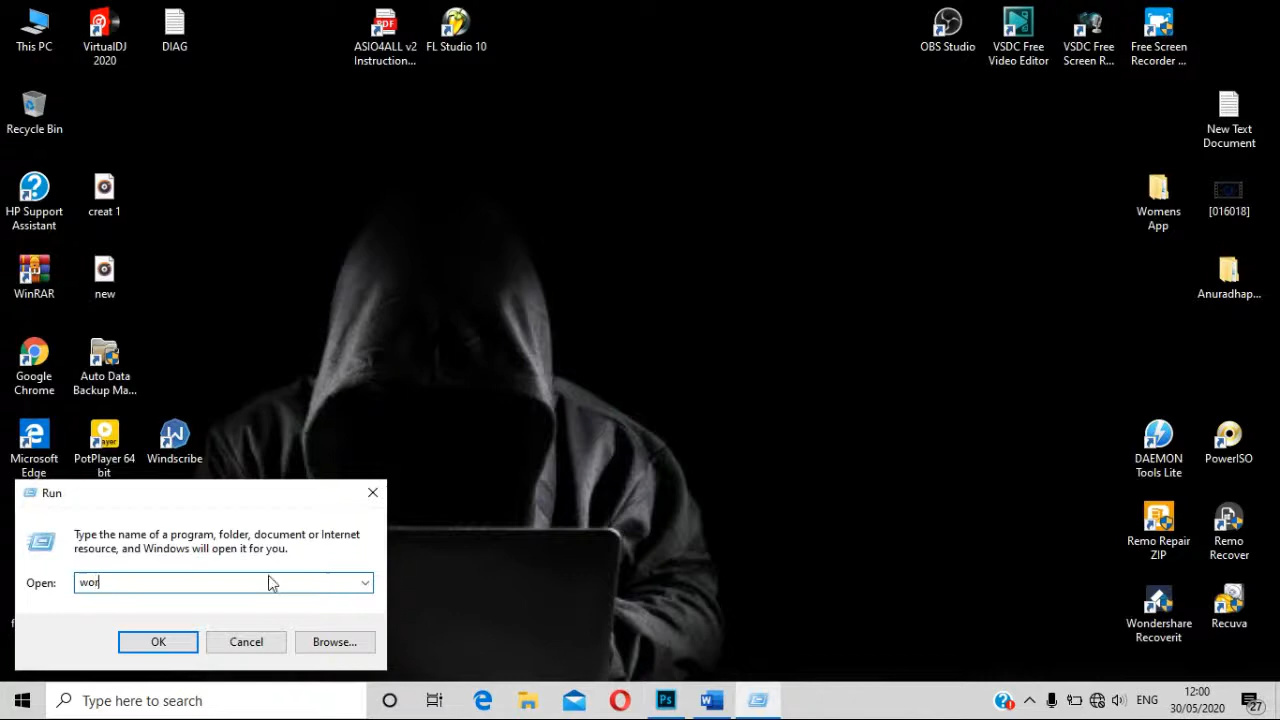 This PC
VirtualDJ
2020
DIAG
ASIO4ALL v2
Instruction...
FL Studio 10
OBS Studio
VSDC Free
Video Editor
VSDC Free
Screen R...
Free Screen
Recorder ...
Recycle Bin
New Text
Document
HP Support
Assistant
creat 1
Womens
App
[016018]
WinRAR
new
Anuradhap...
Google
Chrome
Auto Data
Backup Ma...
Microsoft
Edge
PotPlayer 64
bit
Windscribe
DAEMON
Tools Lite
PowerISO
Run
Type the name of a program, folder, document or Internet
resource, and Windows will open it for you.
Open:
wor
OK
Cancel
Browse...
Remo Repair
ZIP
Remo
Recover
Wondershare
Recoverit
Recuva
Type here to search
Ps
ENG
12:00
30/05/2020
27